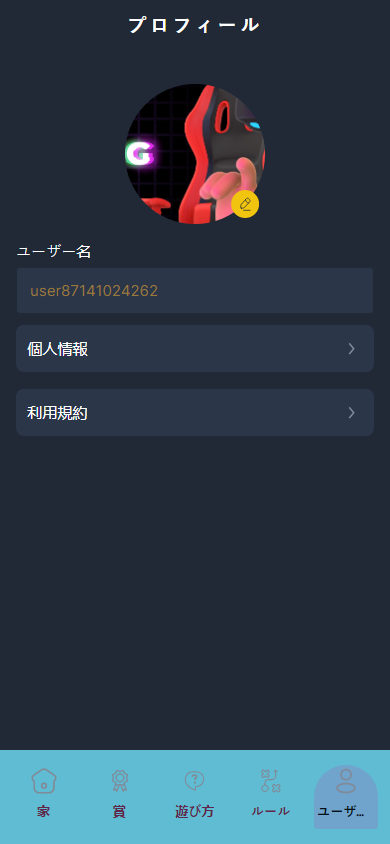 プロフィール
G
ユーザー名
user87141024262
個人情報
利用規約
家
賞
遊び方
ルール
ユーザ...